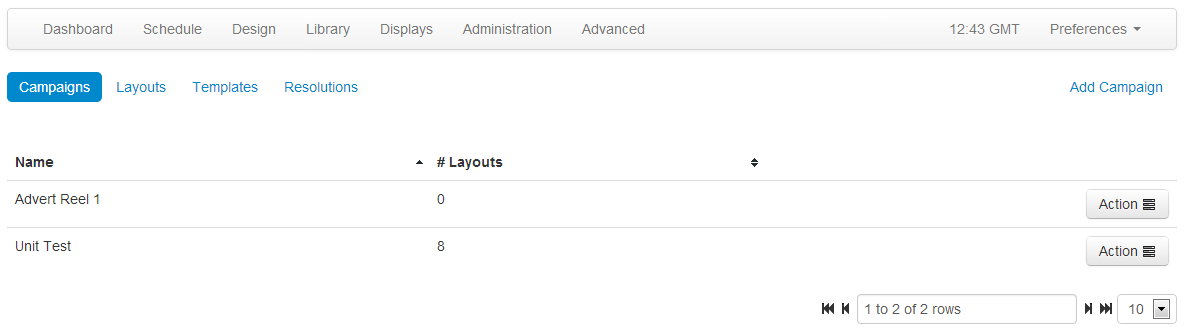 Dashboard Schedule Design Library Displays Administration Advanced 12:43 GMT Preferences
Campaigns Layouts Templates Resolutions Add Campaign
Name # Layouts
Advert Reel 1 0 Action
Unit Test 8 Action
1 to 2 of 2 rows 10